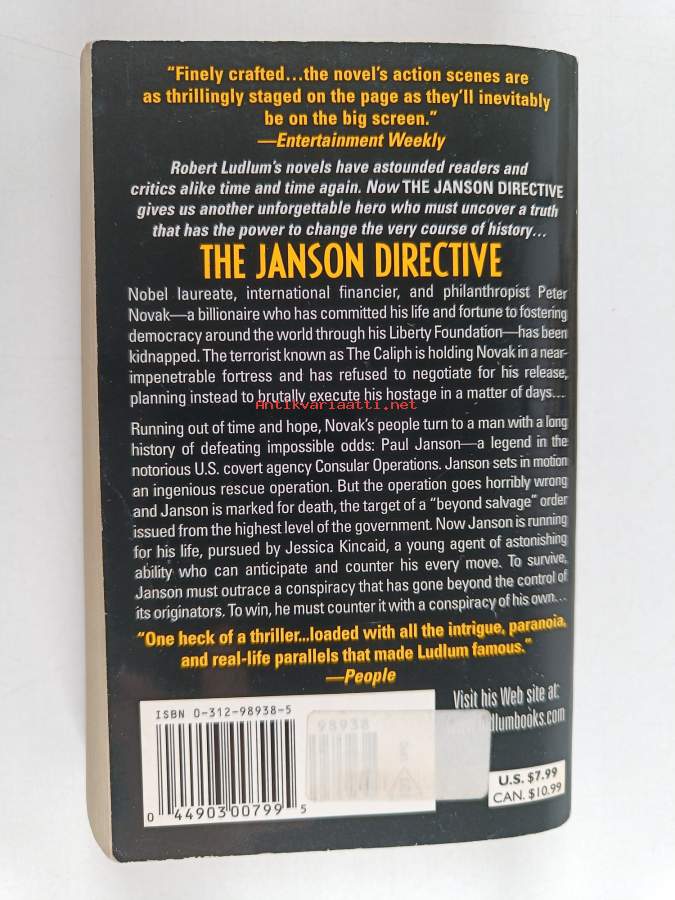 “Finely crafted...the novel’s action scenes are
as thrillingly staged on the page as they’ll inevitably
be on the big screen.”
—Entertainment Weekly
Robert Ludlum’s novels have astounded readers and
critics alike time and time again. Now THE JANSON DIRECTIVE
gives us another unforgettable hero who must uncover a truth
that has the power to change the very course of history...
THE JANSON DIRECTIVE
Nobel laureate, international financier, and philanthropist Peter
Novak—a billionaire who has committed his life and fortune to fostering
democracy around the world through his Liberty Foundation—has been
kidnapped. The terrorist known as The Caliph is holding Novak in a near-
impenetrable fortress and has refused to negotiate for his release,
planning instead to brutally execute his hostage in a matter of days...
Antikvariaatti.net
Running out of time and hope, Novak’s people turn to a man with a long
history of defeating impossible odds: Paul Janson—a legend in the
notorious U.S. covert agency Consular Operations. Janson sets in motion
an ingenious rescue operation. But the operation goes horribly wrong
and Janson is marked for death, the target of a “beyond salvage” order
issued from the highest level of the government. Now Janson is running
for his life, pursued by Jessica Kincaid, a young agent of astonishing
ability who can anticipate and counter his every move. To survive,
Janson must outrace a conspiracy that has gone beyond the control of
its originators. To win, he must counter it with a conspiracy of his own...
“One heck of a thriller...loaded with all the intrigue, paranoia,
and real-life parallels that made Ludlum famous.”
—People
ISBN 0-312-98938-5
98938
0 44903 00799 5
Visit his Web site at:
dlumbooks.com
U.S. $7.99
CAN. $10.99